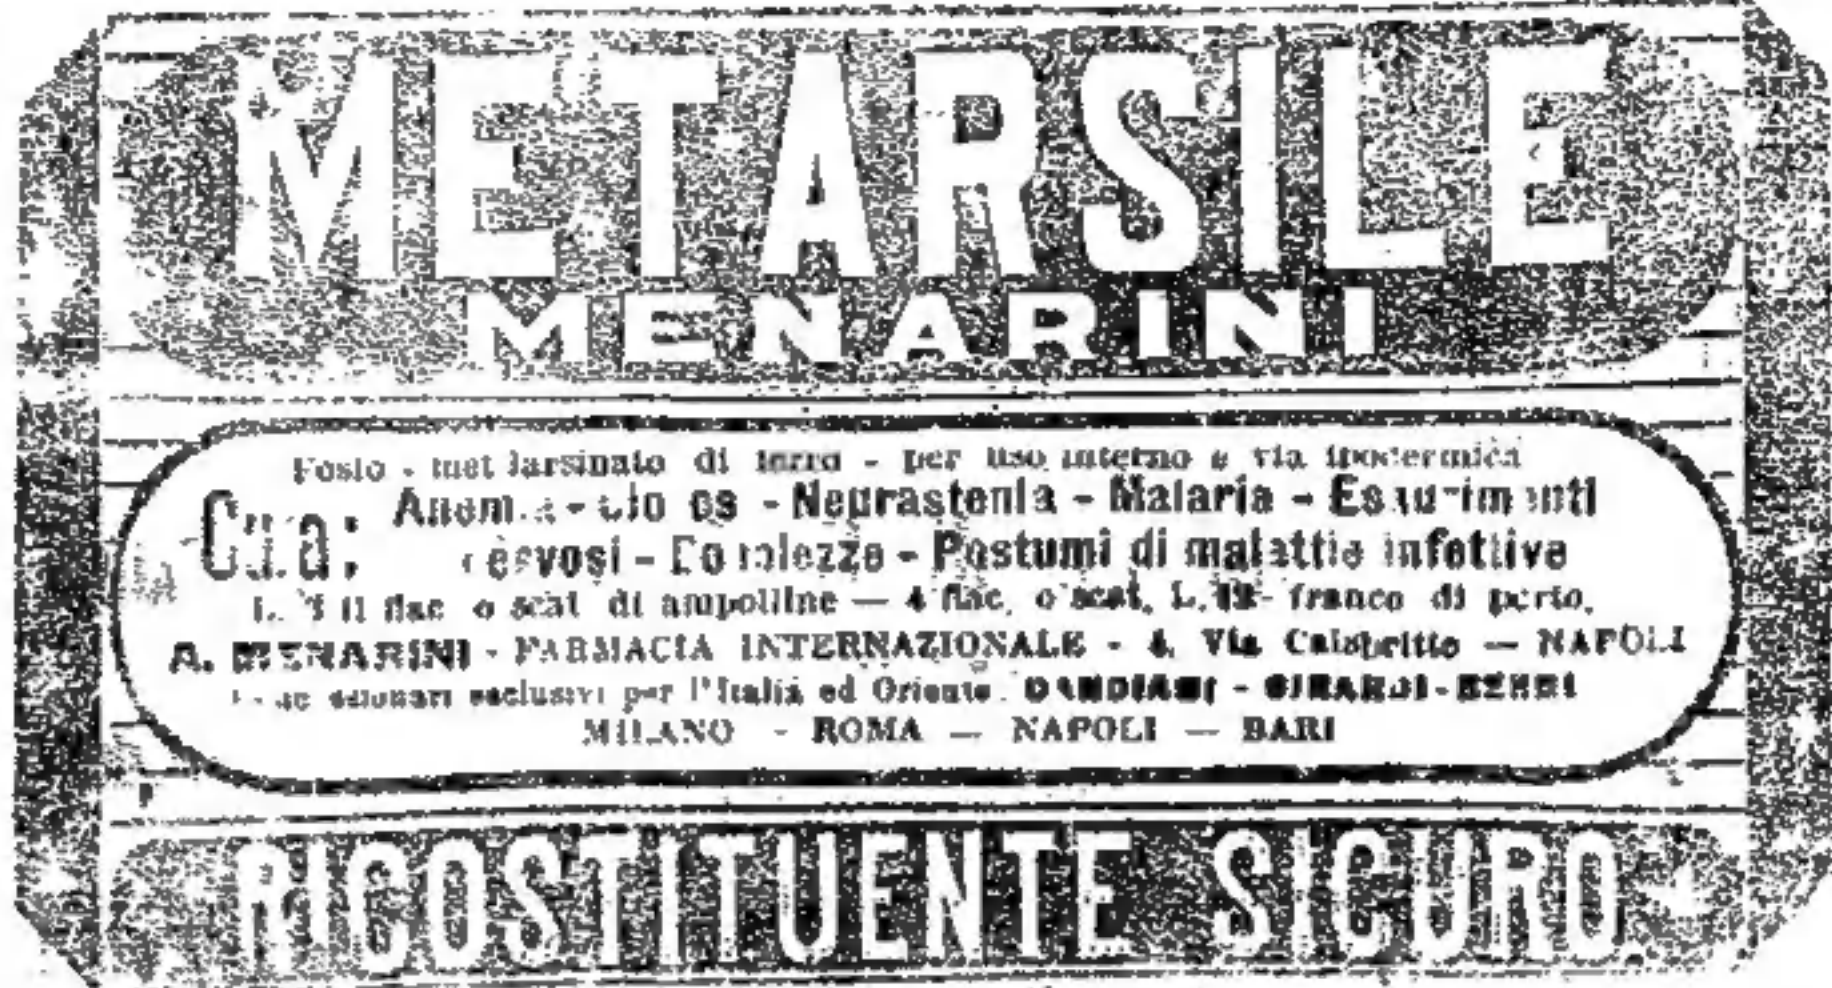 METARSILE
MENARINI
Fosfo - metilarsinato di ferro - per uso interno e via ipodermica
Cura: Anemia - Clorosi - Neurastenia - Malaria - Esaurimenti
nervosi - Debolezze - Postumi di malattie infettive
il flac. o scat. di ampolline — 4 flac. o scat. L. franco di porto.
A. MENARINI - FARMACIA INTERNAZIONALE - 4, Via Calabritto — NAPOLI
esclusivi per l'Italia ed Oriente.
MILANO - ROMA — NAPOLI — BARI
RICOSTITUENTE SICURO